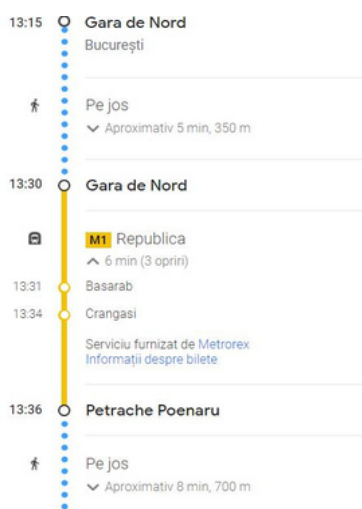 13:15 Gara de Nord
București
Pe jos
Aproximativ 5 min, 350 m
13:30 Gara de Nord
M1 Republica
6 min (3 opriri)
13:31 Basarab
13:34 Crangasi
Serviciu furnizat de Metrorex
Informații despre bilete
13:36 Petrache Poenaru
Pe jos
Aproximativ 8 min, 700 m